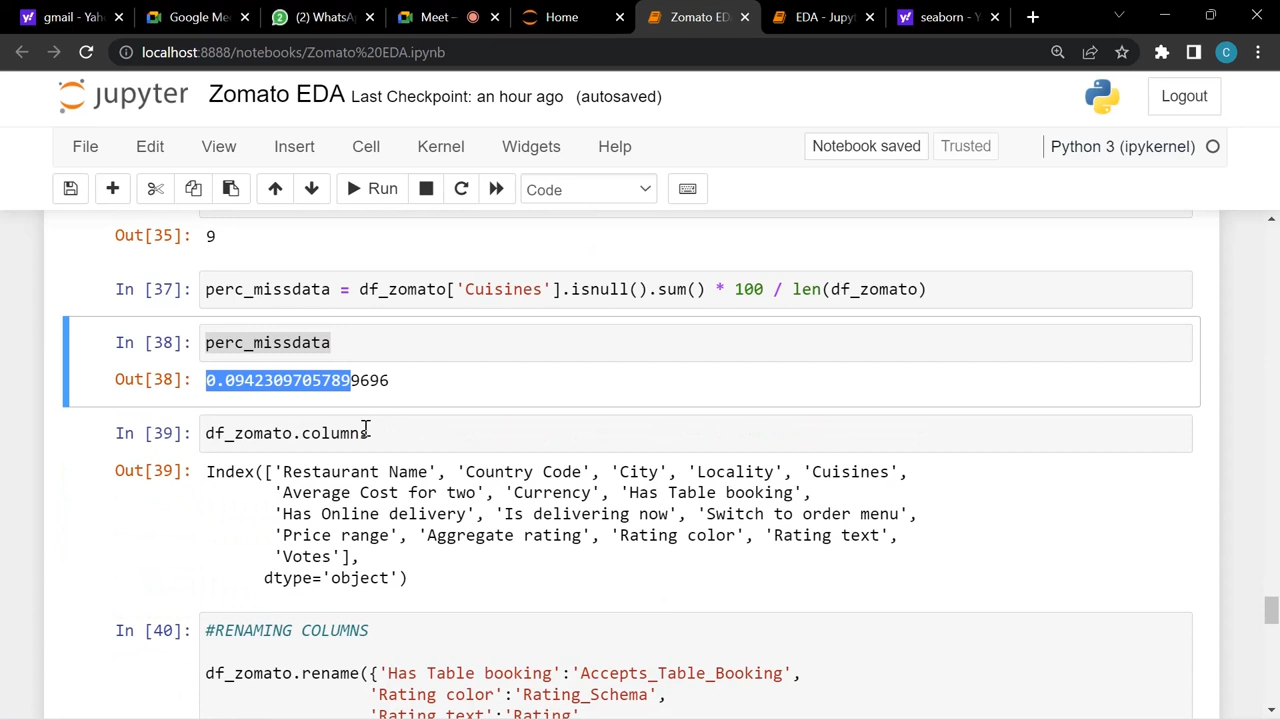 gmail - Yah
Google Mee
(2) WhatsA
Meet –
Home
Zomato ED
EDA - Jupyt
seaborn - Y
localhost:8888/notebooks/Zomato%20EDA.ipynb
C
jupyter
Zomato EDA
Last Checkpoint: an hour ago
(autosaved)
Logout
File
Edit
View
Insert
Cell
Kernel
Widgets
Help
Notebook saved
Trusted
Python 3 (ipykernel)
Run
Code
Out[35]: 9
In [37]: perc_missdata = df_zomato['Cuisines'].isnull().sum() * 100 / len(df_zomato)
In [38]: perc_missdata
Out[38]: 0.09423097057899696
In [39]: df_zomato.columns
Out[39]: Index(['Restaurant Name', 'Country Code', 'City', 'Locality', 'Cuisines',
'Average Cost for two', 'Currency', 'Has Table booking',
'Has Online delivery', 'Is delivering now', 'Switch to order menu',
'Price range', 'Aggregate rating', 'Rating color', 'Rating text',
'Votes'],
dtype='object')
In [40]: #RENAMING COLUMNS
df_zomato.rename({'Has Table booking':'Accepts_Table_Booking',
'Rating color':'Rating_Schema',
'Rating text':'Rating'